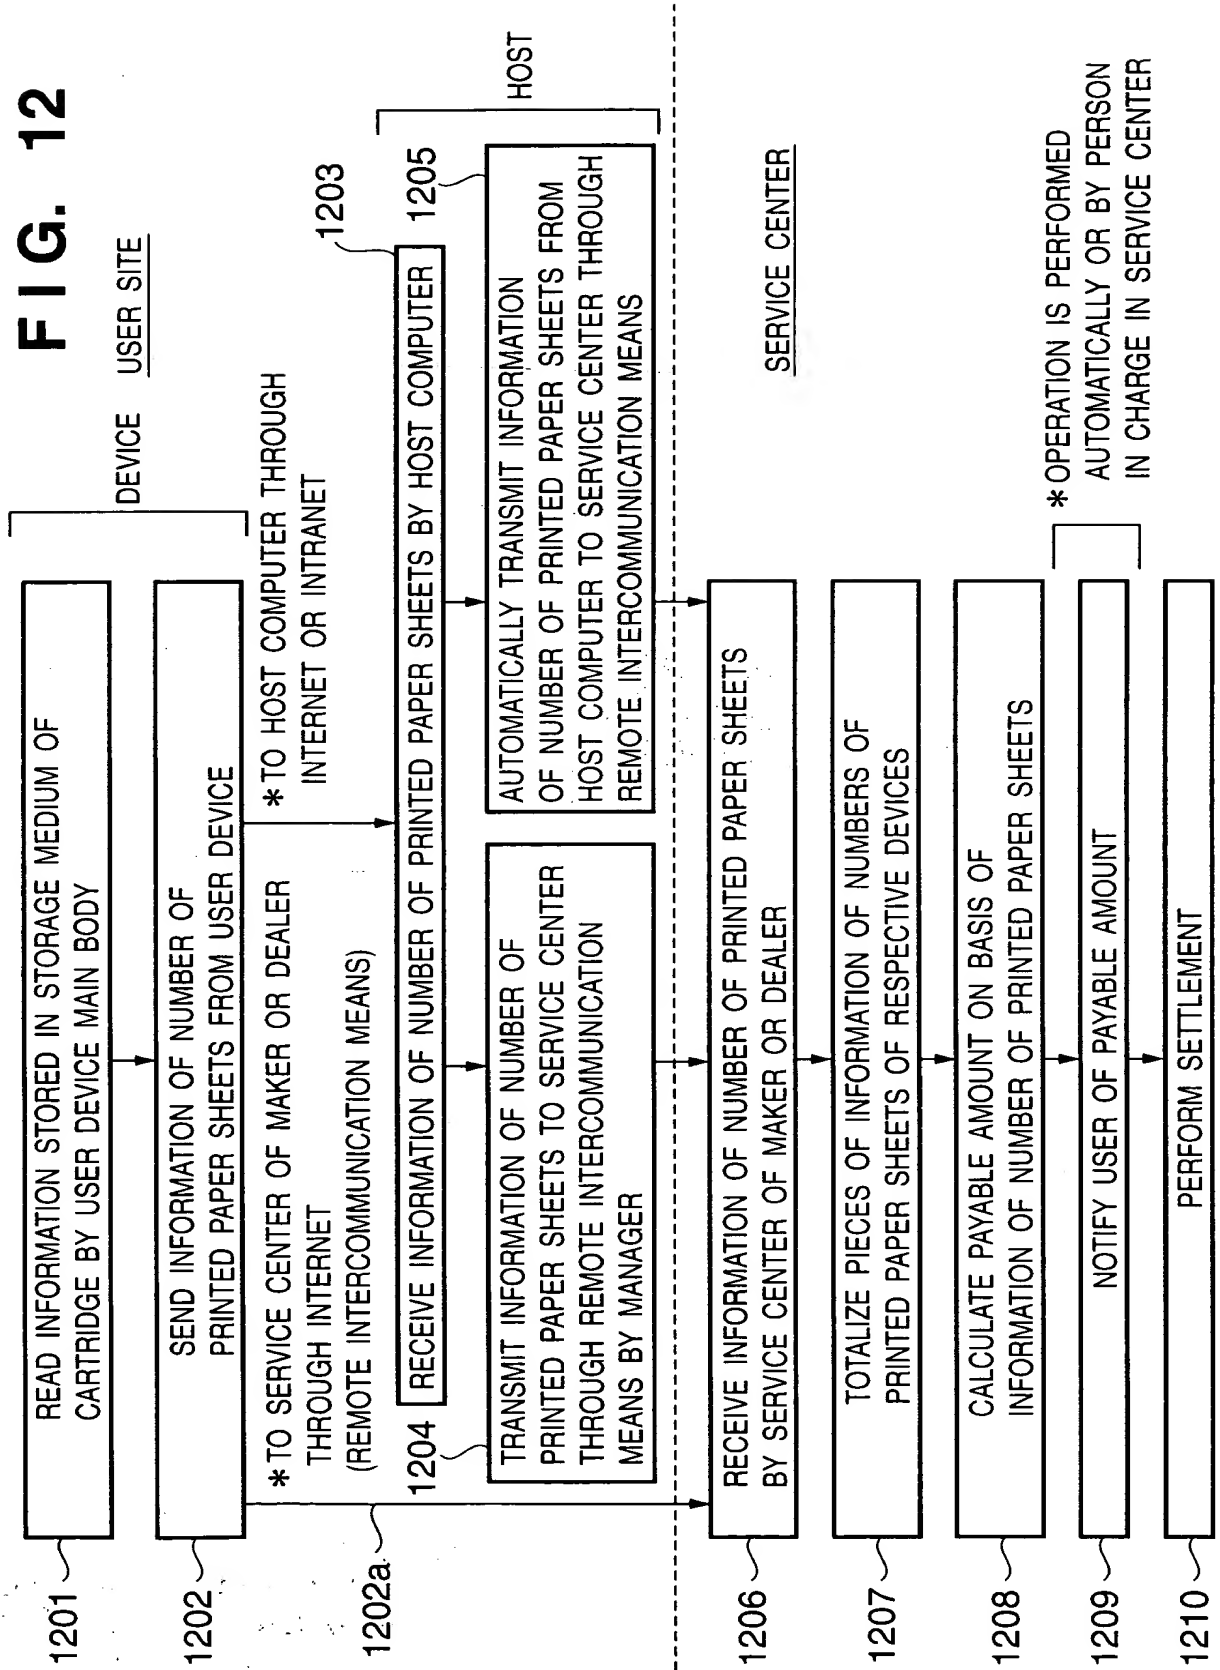 FIG. 12
USER SITE
DEVICE
1201
READ INFORMATION STORED IN STORAGE MEDIUM OF
CARTRIDGE BY USER DEVICE MAIN BODY
1202
SEND INFORMATION OF NUMBER OF
PRINTED PAPER SHEETS FROM USER DEVICE
*TO SERVICE CENTER OF MAKER OR DEALER
THROUGH INTERNET
(REMOTE INTERCOMMUNICATION MEANS)
*TO HOST COMPUTER THROUGH
INTERNET OR INTRANET
1202a
1203
RECEIVE INFORMATION OF NUMBER OF PRINTED PAPER SHEETS BY HOST COMPUTER
1204
TRANSMIT INFORMATION OF NUMBER OF
PRINTED PAPER SHEETS TO SERVICE CENTER
THROUGH REMOTE INTERCOMMUNICATION
MEANS BY MANAGER
1205
AUTOMATICALLY TRANSMIT INFORMATION
OF NUMBER OF PRINTED PAPER SHEETS FROM
HOST COMPUTER TO SERVICE CENTER THROUGH
REMOTE INTERCOMMUNICATION MEANS
HOST
SERVICE CENTER
1206
RECEIVE INFORMATION OF NUMBER OF PRINTED PAPER SHEETS
BY SERVICE CENTER OF MAKER OR DEALER
1207
TOTALIZE PIECES OF INFORMATION OF NUMBERS OF
PRINTED PAPER SHEETS OF RESPECTIVE DEVICES
1208
CALCULATE PAYABLE AMOUNT ON BASIS OF
INFORMATION OF NUMBER OF PRINTED PAPER SHEETS
1209
NOTIFY USER OF PAYABLE AMOUNT
*OPERATION IS PERFORMED
AUTOMATICALLY OR BY PERSON
IN CHARGE IN SERVICE CENTER
1210
PERFORM SETTLEMENT